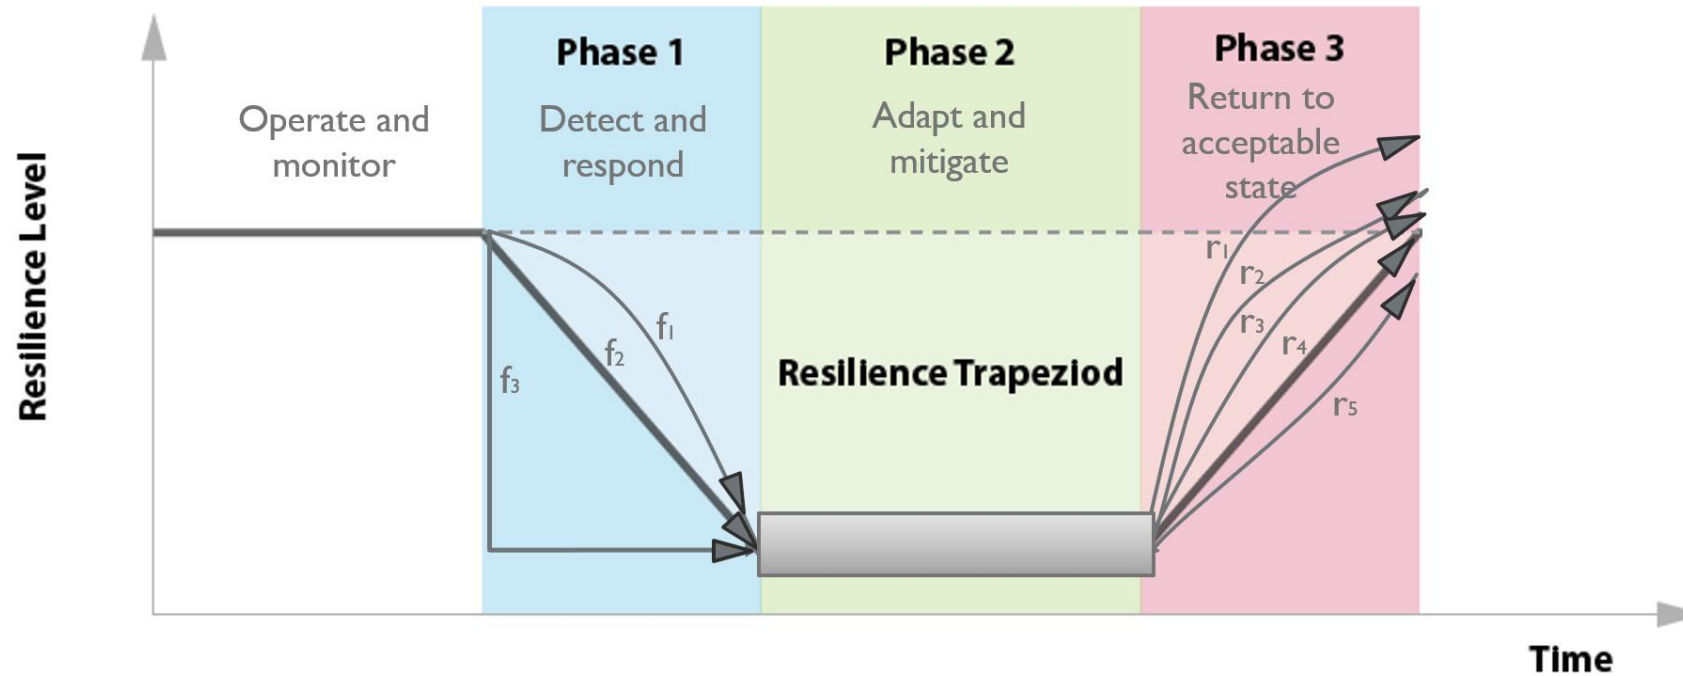 Resilience Level
Operate and
monitor
Phase 1
Detect and
respond
Phase 2
Adapt and
mitigate
Phase 3
Return to
acceptable
state
f1
f2
f3
Resilience Trapeziod
r1
r2
r3
r4
r5
Time